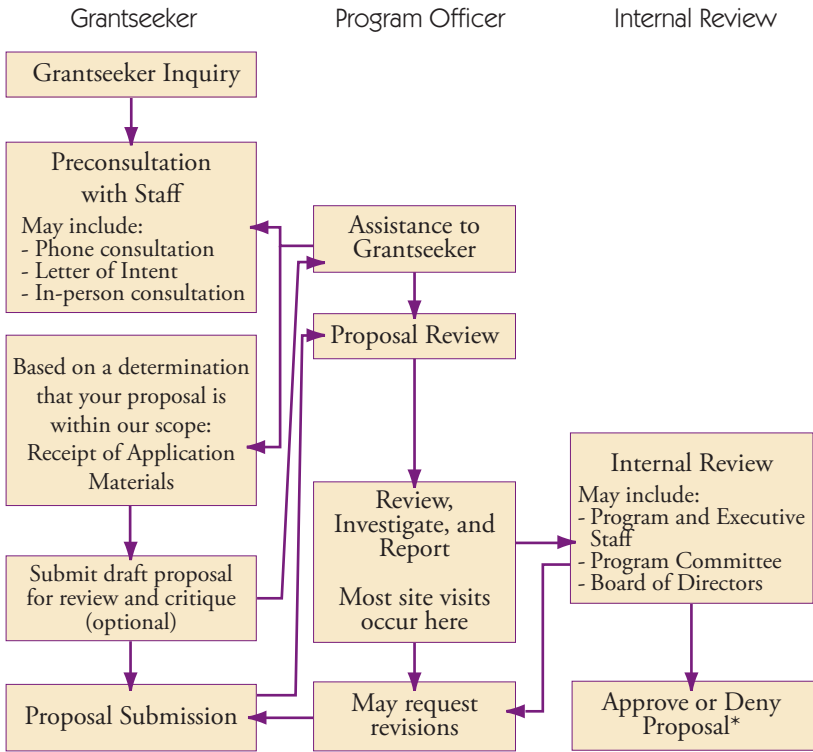 Grantseeker
Program Officer
Internal Review
Grantseeker Inquiry
Preconsultation
with Staff
May include:
- Phone consultation
- Letter of Intent
- In-person consultation
Based on a determination
that your proposal is
within our scope:
Receipt of Application
Materials
Submit draft proposal
for review and critique
(optional)
Proposal Submission
Assistance to
Grantseeker
Proposal Review
Review,
Investigate, and
Report
Most site visits
occur here
May request
revisions
Internal Review
May include:
- Program and Executive
Staff
- Program Committee
- Board of Directors
Approve or Deny
Proposal*